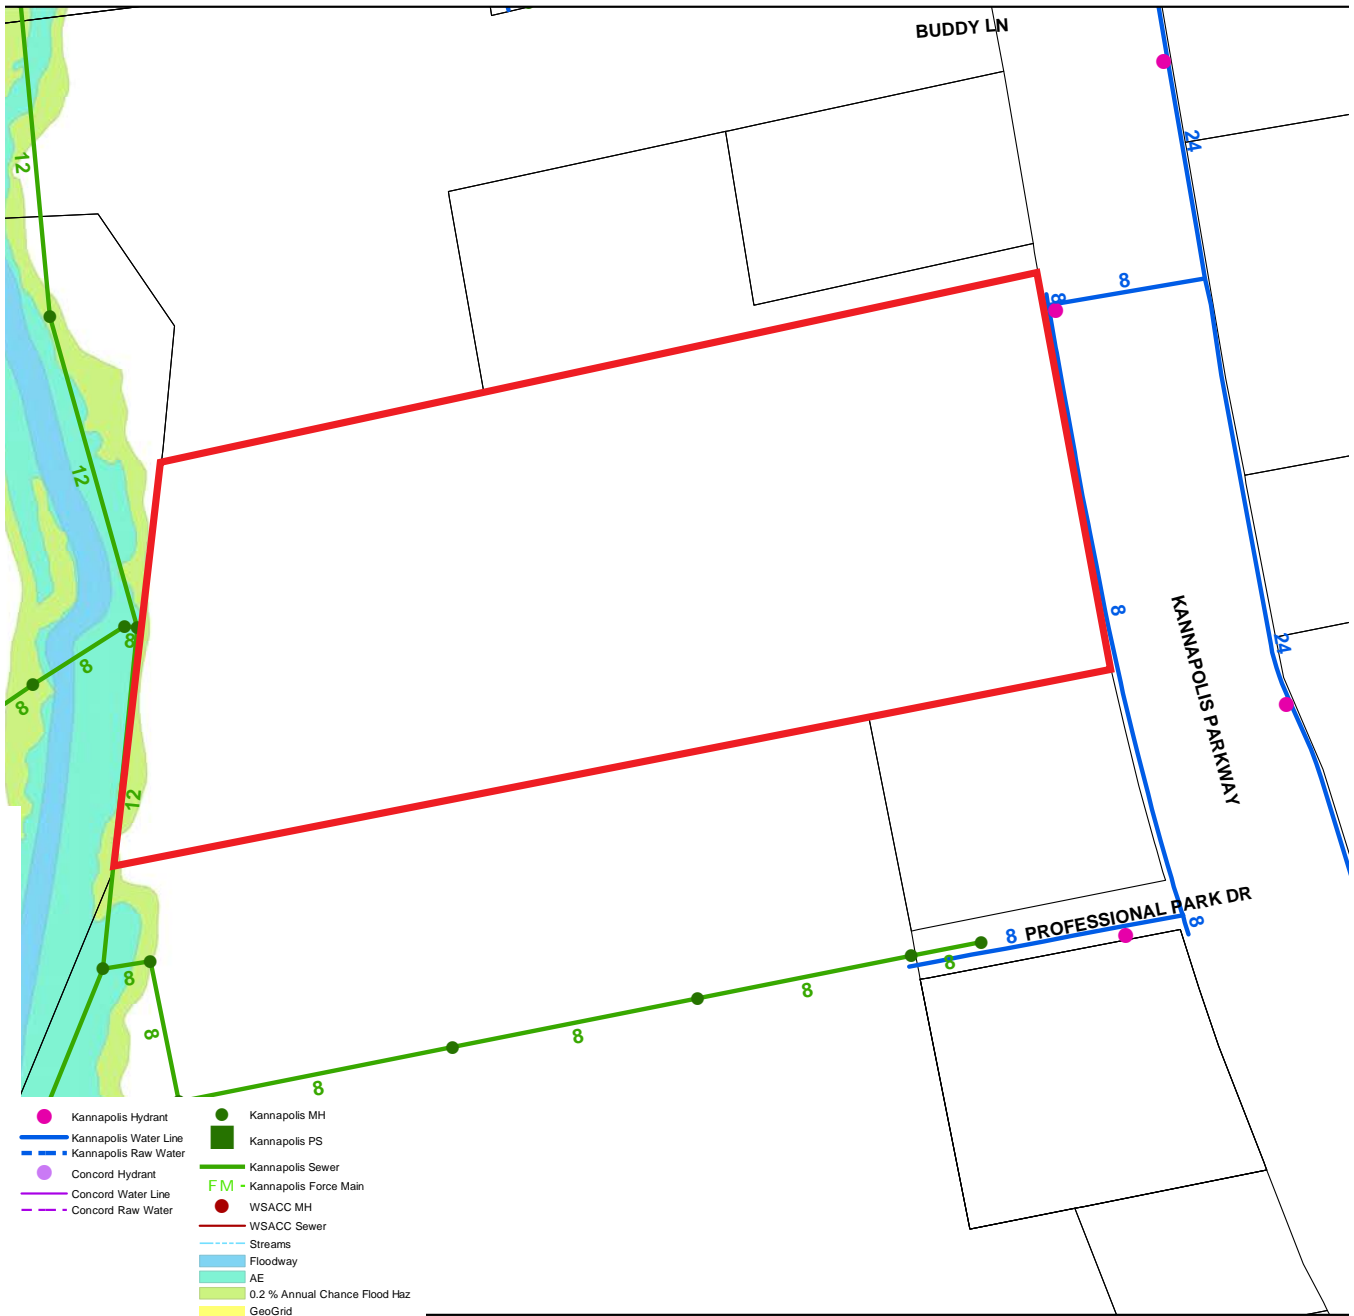 BUDDY LN
12
24
8
8
12
8
24
8
8
8
KANNAPOLIS PARKWAY
12
PROFESSIONAL PARK DR
8
8
8
8
8
8
8
8
Kannapolis Hydrant
Kannapolis Water Line
Kannapolis Raw Water
Concord Hydrant
Concord Water Line
Concord Raw Water
Kannapolis MH
Kannapolis PS
Kannapolis Sewer
FM Kannapolis Force Main
WSACC MH
WSACC Sewer
Streams
Floodway
AE
0.2 % Annual Chance Flood Haz
GeoGrid